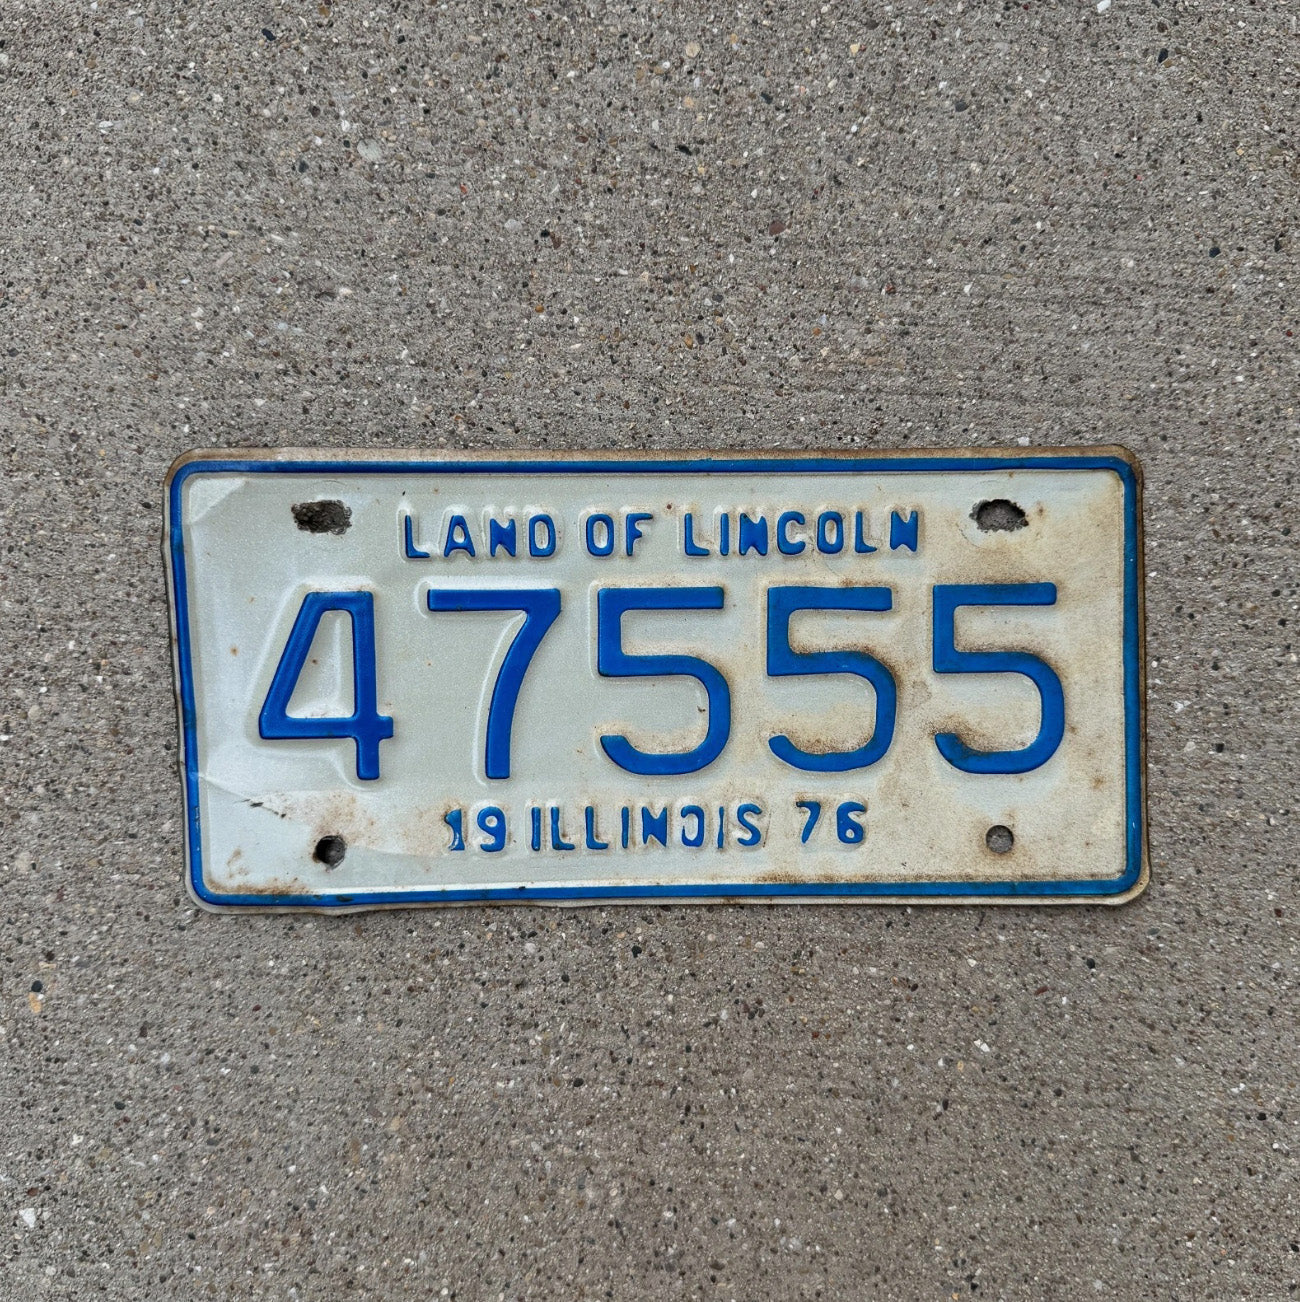 LAND OF LINCOLN
47555
19 ILLINOIS 76